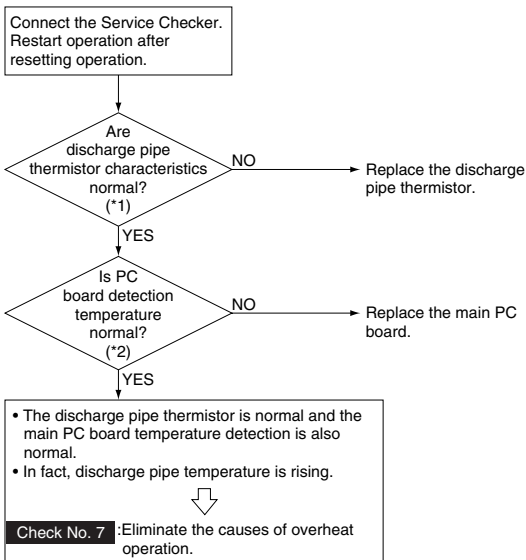 Connect the Service Checker.
Restart operation after
resetting operation.
Are
discharge pipe
thermistor characteristics
normal?
(*1)
NO
Replace the discharge
pipe thermistor.
YES
Is PC
board detection
temperature
normal?
(*2)
NO
Replace the main PC
board.
YES
• The discharge pipe thermistor is normal and the
main PC board temperature detection is also
normal.
• In fact, discharge pipe temperature is rising.
Check No. 7 :Eliminate the causes of overheat
operation.